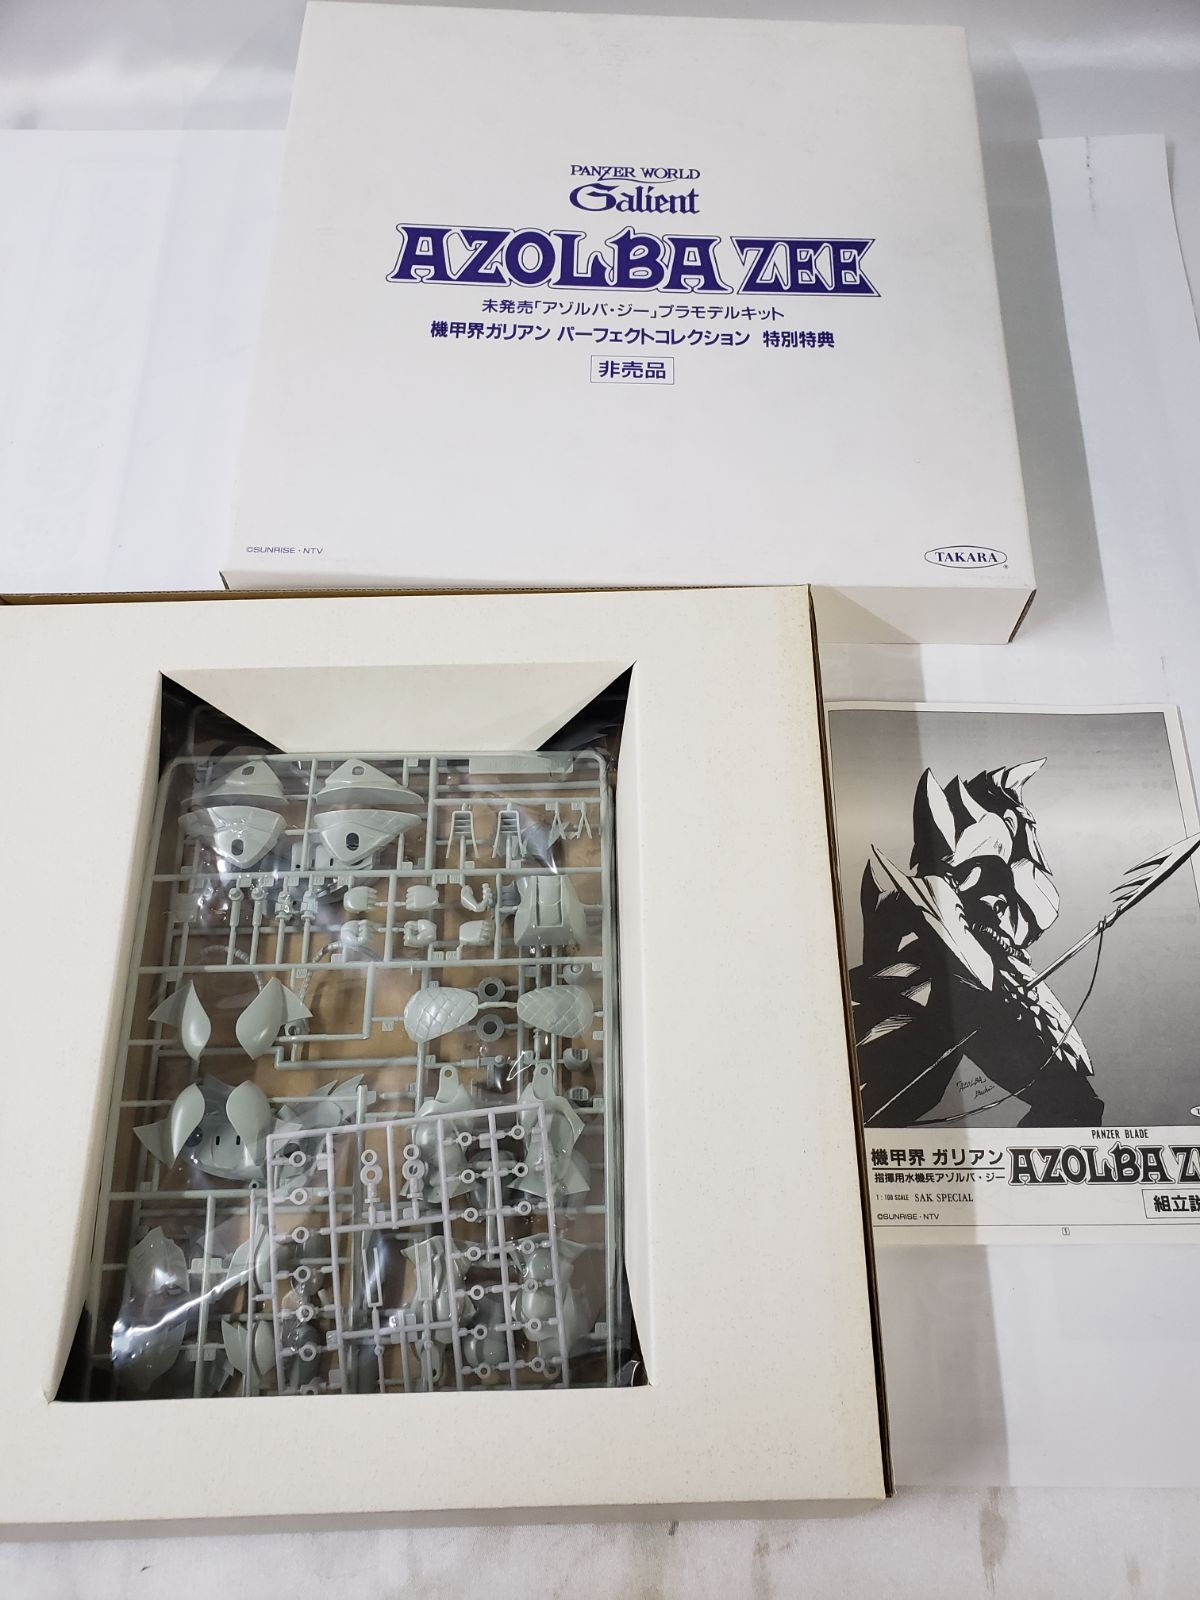 PANZER WORLD
Galient
AZOLBA ZEE
未発売「アゾルバ・ジー」プラモデルキット
機甲界ガリアン パーフェクトコレクション 特別特典
非売品
©SUNRISE・NTV
TAKARA®
PANZER BLADE
機甲界 ガリアン
AZOLBA
指揮用水機兵アゾルバ・ジー
1:100 SCALE SAK SPECIAL
組立
©SUNRISE・NTV
1